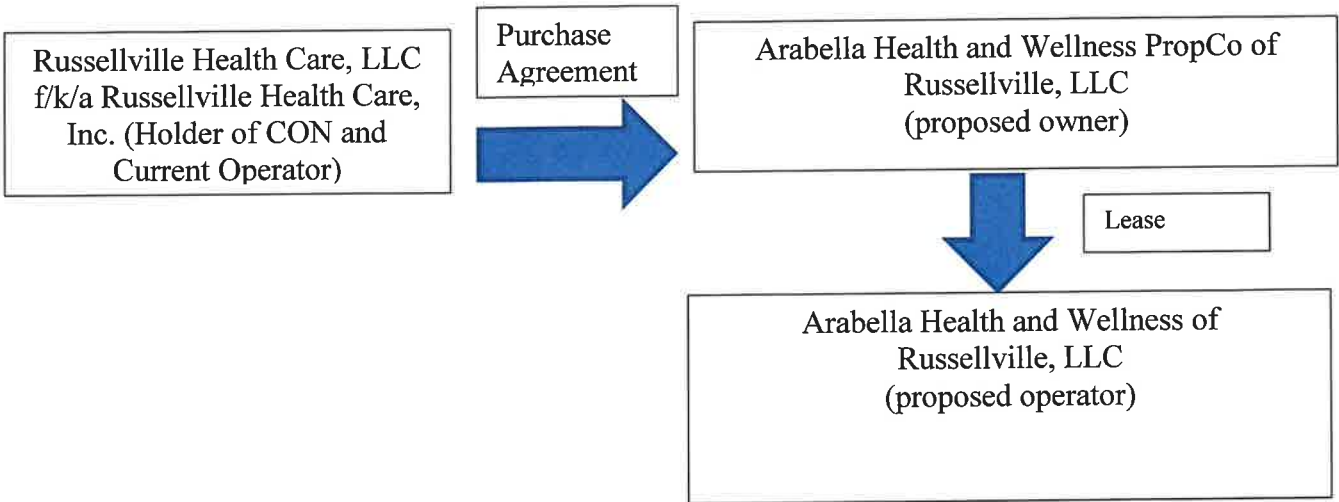 Russellville Health Care, LLC
f/k/a Russellville Health Care,
Inc. (Holder of CON and
Current Operator)
Purchase
Agreement
Arabella Health and Wellness PropCo of
Russellville, LLC
(proposed owner)
Lease
Arabella Health and Wellness of
Russellville, LLC
(proposed operator)